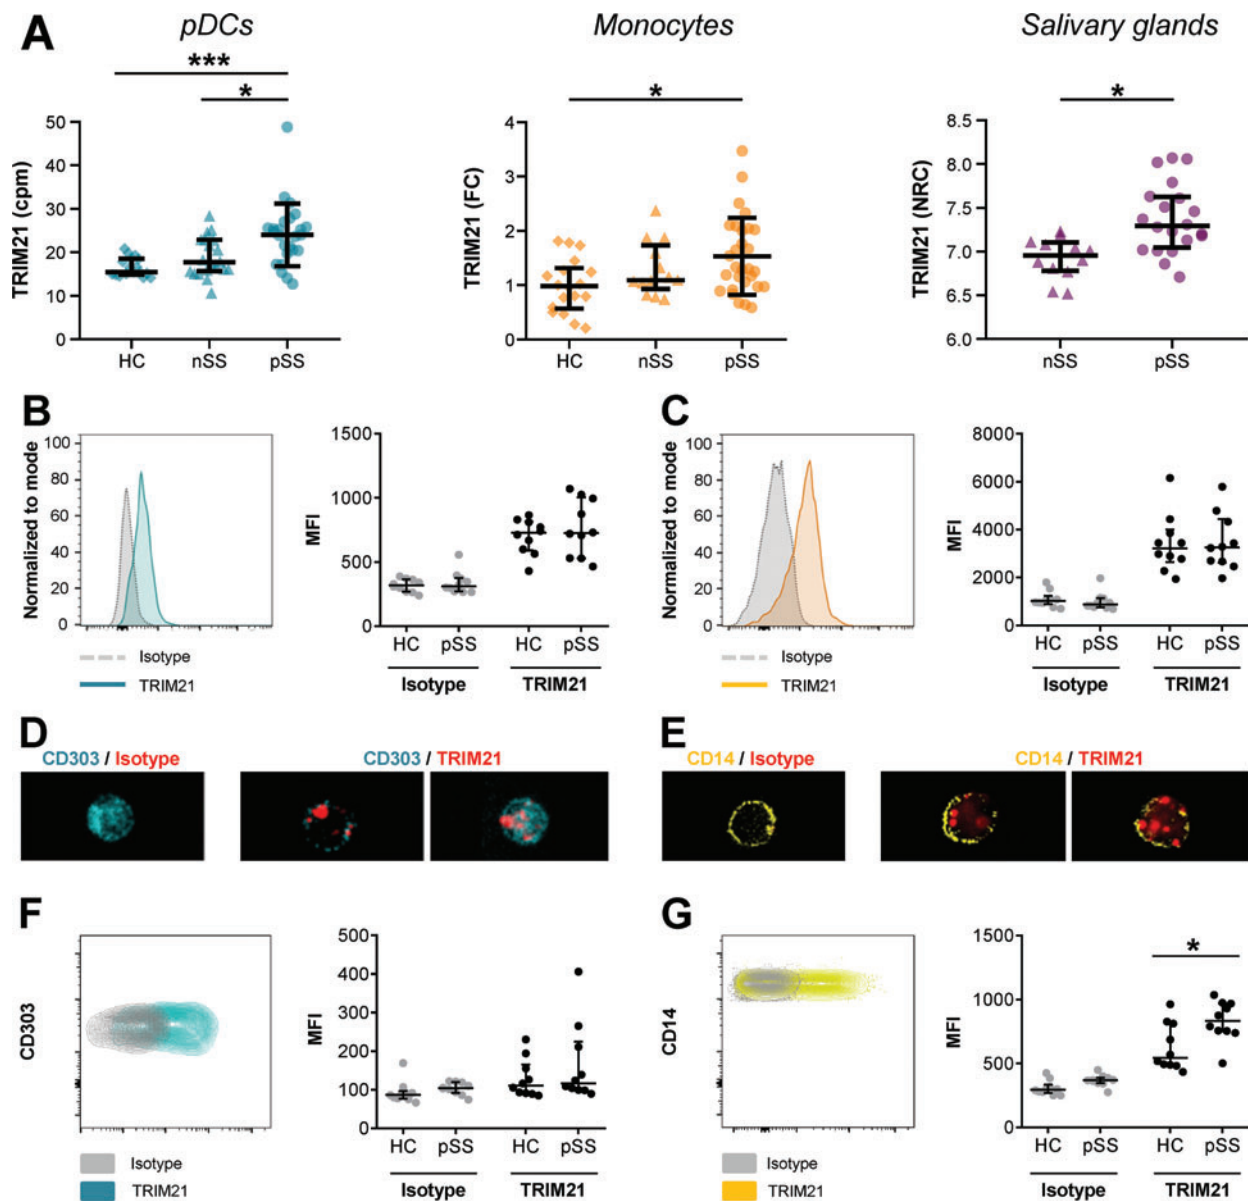 A
pDCs
Monocytes
Salivary glands
***
*
*
*
TRIM21 (cpm)
50
40
30
20
10
0
HC nSS pSS
TRIM21 (FC)
4
3
2
1
0
HC nSS pSS
TRIM21 (NRC)
8.5
8.0
7.5
7.0
6.5
6.0
nSS pSS
B
Normalized to mode
100
80
60
40
20
0
Isotype
TRIM21
MFI
1500
1000
500
0
HC pSS HC pSS
Isotype TRIM21
C
Normalized to mode
100
80
60
40
20
0
Isotype
TRIM21
MFI
8000
6000
4000
2000
0
HC pSS HC pSS
Isotype TRIM21
D
CD303 / Isotype
CD303 / TRIM21
E
CD14 / Isotype
CD14 / TRIM21
F
CD303
Isotype
TRIM21
MFI
500
400
300
200
100
0
HC pSS HC pSS
Isotype TRIM21
G
CD14
Isotype
TRIM21
MFI
1500
1000
500
0
*
HC pSS HC pSS
Isotype TRIM21